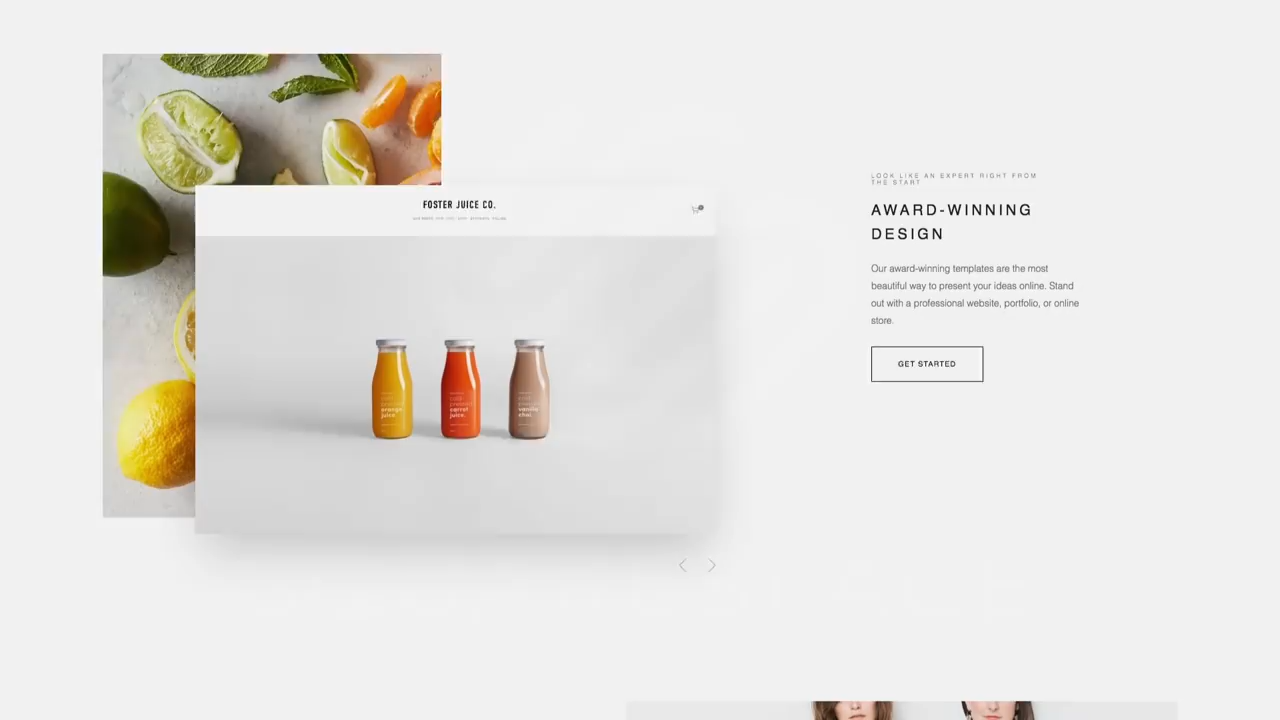 FOSTER JUICE CO.
LOOK LIKE AN EXPERT RIGHT FROM
THE START
AWARD-WINNING
DESIGN
Our award-winning templates are the most
beautiful way to present your ideas online. Stand
out with a professional website, portfolio, or online
store.
GET STARTED
orange
juice.
carrot
juice.
vanilla
chai.